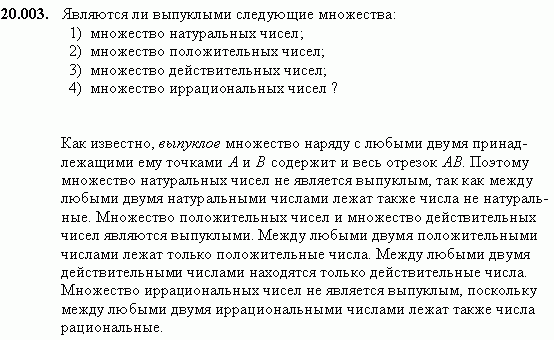 20.003. Являются ли выпуклыми следующие множества:
1) множество натуральных чисел;
2) множество положительных чисел;
3) множество действительных чисел;
4) множество иррациональных чисел ?
Как известно, выпуклое множество наряду с любыми двумя принад-
лежащими ему точками A и B содержит и весь отрезок AB. Поэтому
множество натуральных чисел не является выпуклым, так как между
любыми двумя натуральными числами лежат также числа не натураль-
ные. Множество положительных чисел и множество действительных
чисел являются выпуклыми. Между любыми двумя положительными
числами лежат только положительные числа. Между любыми двумя
действительными числами находятся только действительные числа.
Множество иррациональных чисел не является выпуклым, поскольку
между любыми двумя иррациональными числами лежат также числа
рациональные.